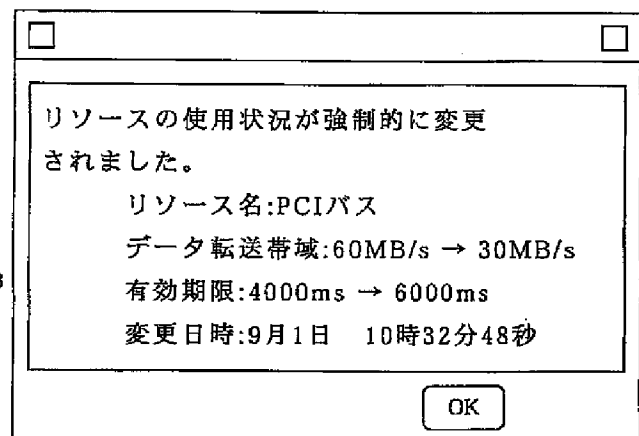 リソースの使用状況が強制的に変更
されました。
リソース名:PCIバス
データ転送帯域:60MB/s → 30MB/s
有効期限:4000ms → 6000ms
変更日時:9月1日　10時32分48秒
OK